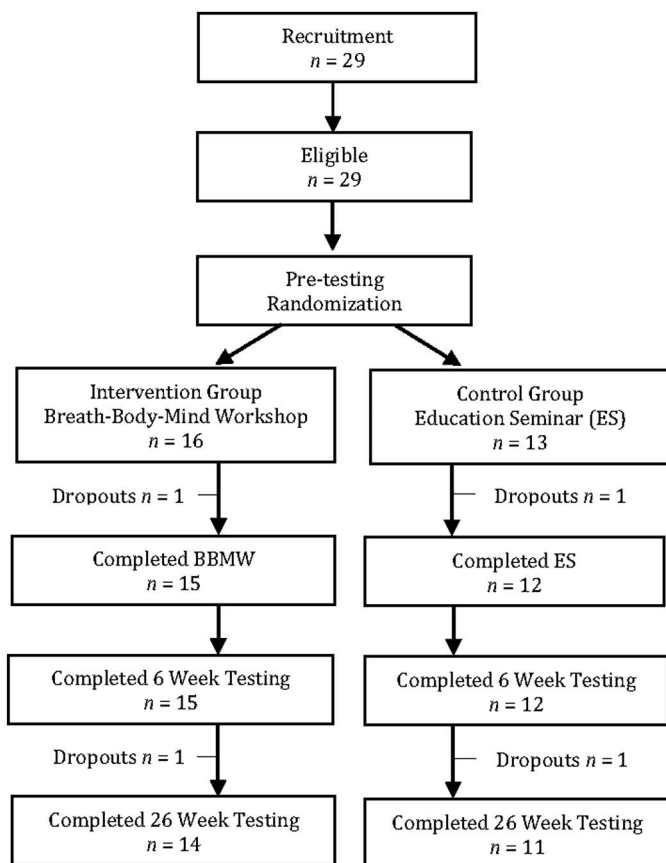 Recruitment
n = 29
Eligible
n = 29
Pre-testing
Randomization
Intervention Group
Breath-Body-Mind Workshop
n = 16
Control Group
Education Seminar (ES)
n = 13
Dropouts n = 1
Dropouts n = 1
Completed BBMW
n = 15
Completed ES
n = 12
Completed 6 Week Testing
n = 15
Completed 6 Week Testing
n = 12
Dropouts n = 1
Dropouts n = 1
Completed 26 Week Testing
n = 14
Completed 26 Week Testing
n = 11